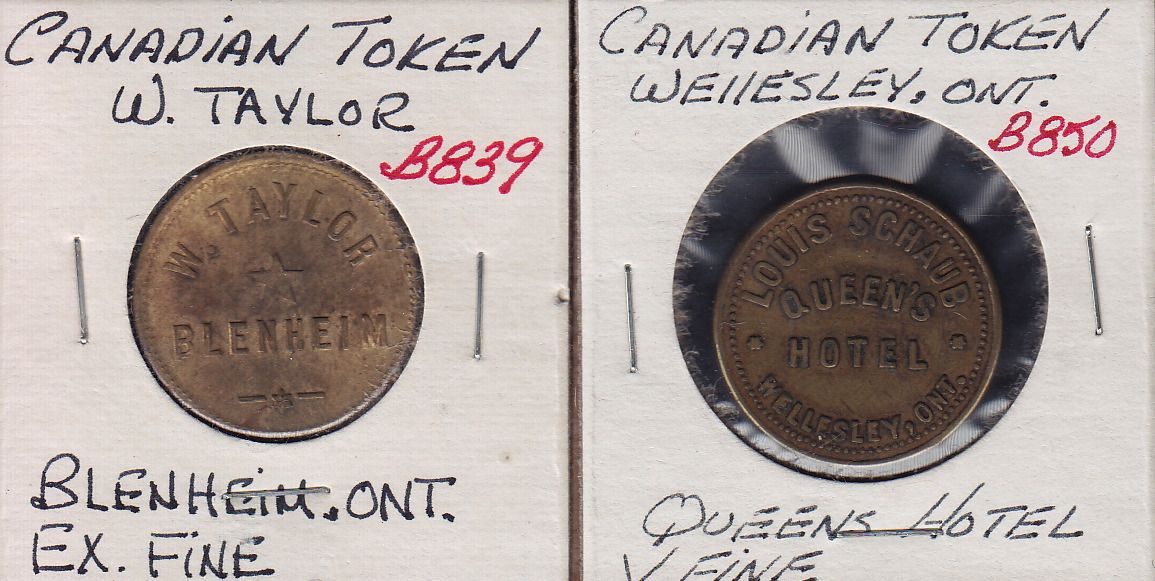 CANADIAN TOKEN
W. TAYLOR
B839
W. TAYLOR
BLENHEIM
BLENHEIM. ONT.
EX. FINE
CANADIAN TOKEN
WEllESLEY, ONT.
B850
LOUIS SCHAUB
QUEEN'S
HOTEL
WELLESLEY, ONT.
QUEENS HOTEL
V FINE